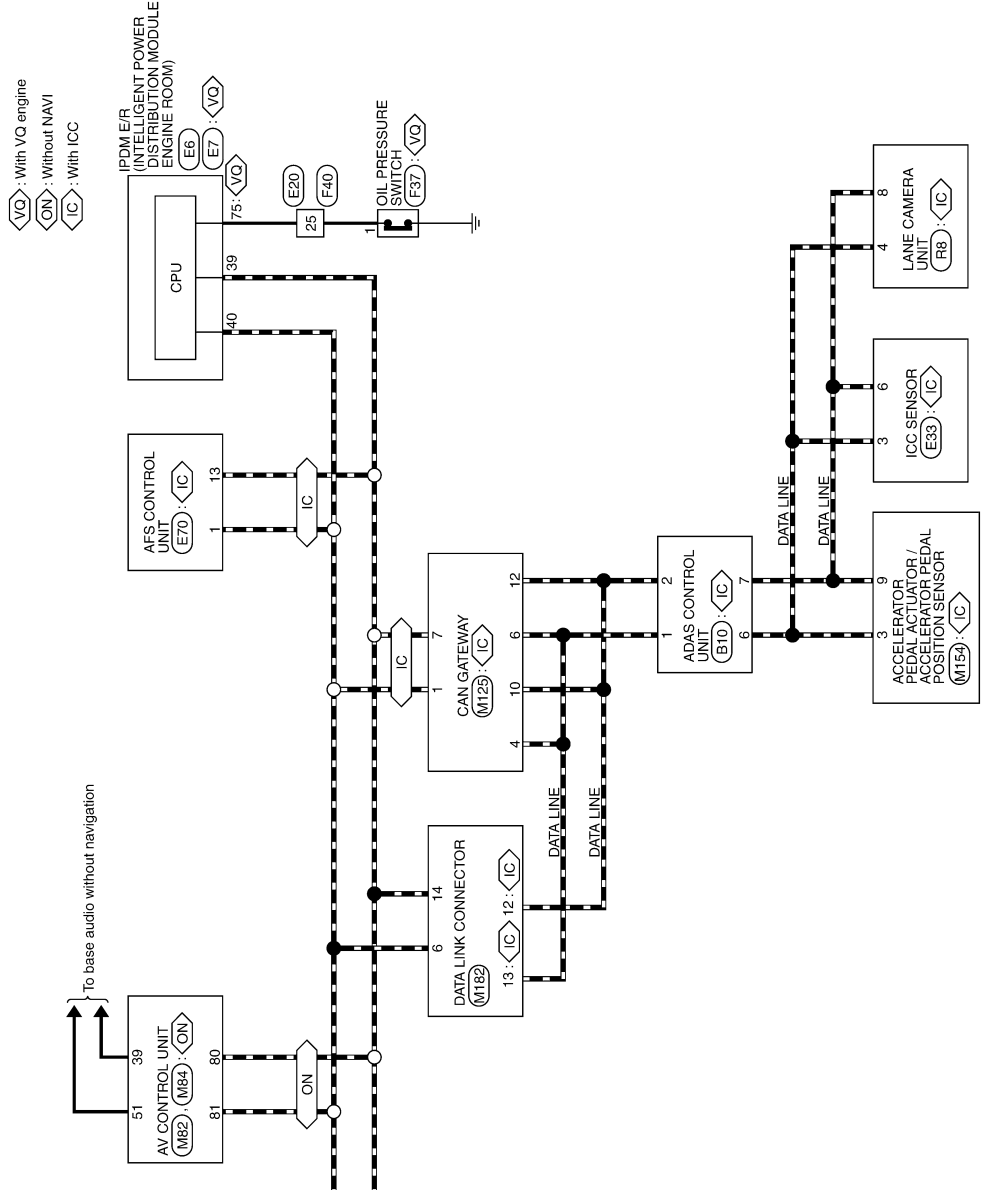 VQ : With VQ engine
ON : Without NAVI
IC : With ICC
To base audio without navigation
51
39
AV CONTROL UNIT
M82 , M84 : ON
81
80
ON
AFS CONTROL
UNIT
E70 : IC
1
13
IC
IPDM E/R
(INTELLIGENT POWER
DISTRIBUTION MODULE
ENGINE ROOM)
E6
E7 : VQ
CPU
40
39
75 : VQ
E20
25
F40
1
OIL PRESSURE
SWITCH
F37 : VQ
6
14
DATA LINK CONNECTOR
M182
13 : IC
12 : IC
IC
1
7
CAN GATEWAY
M125 : IC
4
10
6
12
DATA LINE
DATA LINE
1
2
ADAS CONTROL
UNIT
B10 : IC
6
7
DATA LINE
DATA LINE
3
9
ACCELERATOR
PEDAL ACTUATOR /
ACCELERATOR PEDAL
POSITION SENSOR
M154 : IC
3
6
ICC SENSOR
E33 : IC
4
8
LANE CAMERA
UNIT
R8 : IC